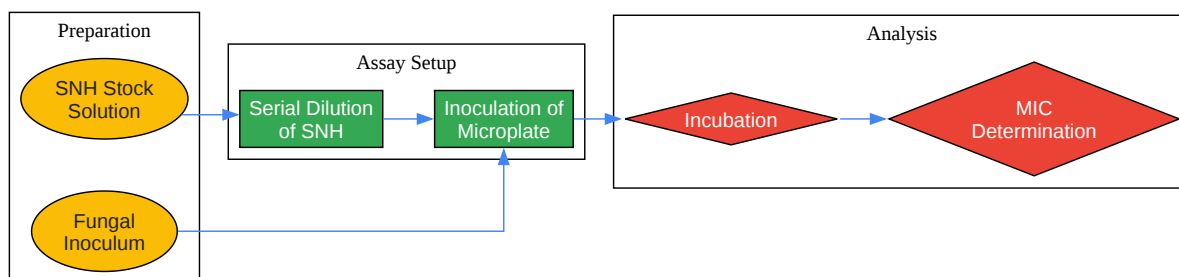 Preparation
SNH Stock
Solution
Fungal
Inoculum
Assay Setup
Serial Dilution
of SNH
Inoculation of
Microplate
Analysis
Incubation
MIC
Determination